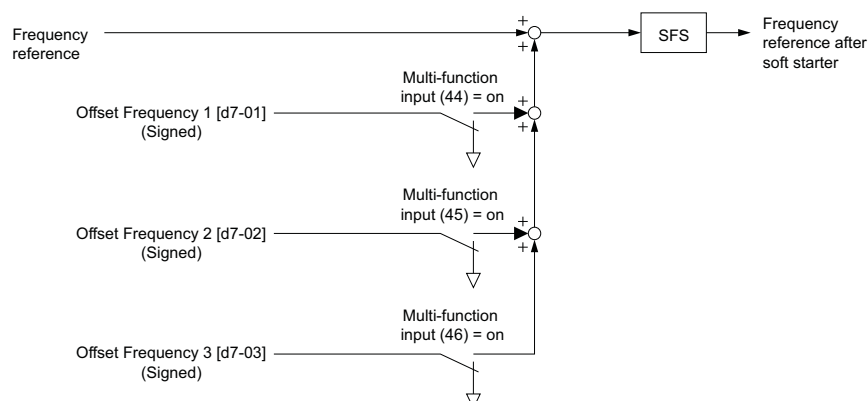 Frequency
reference
+
+
SFS
Frequency
reference after
soft starter
Multi-function
input (44) = on
Offset Frequency 1 [d7-01]
(Signed)
+
+
Multi-function
input (45) = on
Offset Frequency 2 [d7-02]
(Signed)
+
+
Multi-function
input (46) = on
Offset Frequency 3 [d7-03]
(Signed)